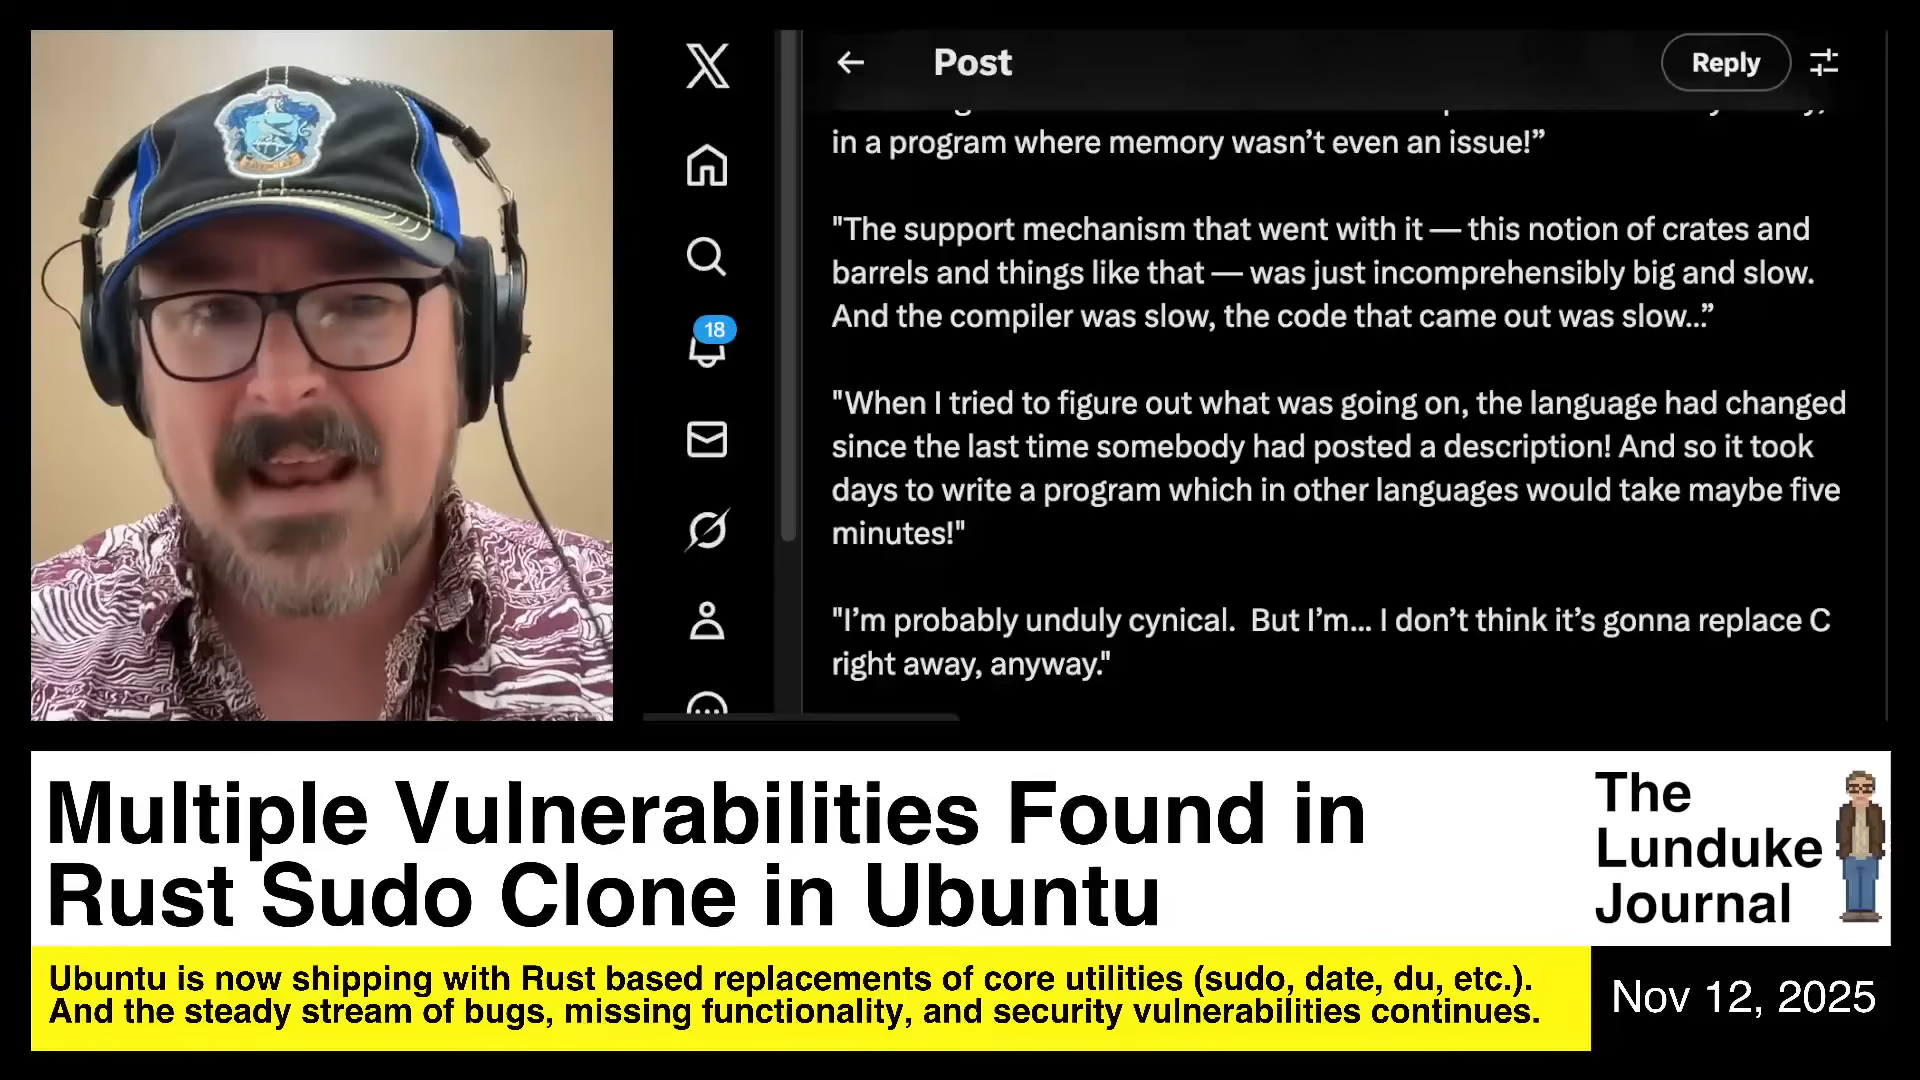 Post
Reply
in a program where memory wasn’t even an issue!”
"The support mechanism that went with it — this notion of crates and
barrels and things like that — was just incomprehensibly big and slow.
And the compiler was slow, the code that came out was slow…”
18
"When I tried to figure out what was going on, the language had changed
since the last time somebody had posted a description! And so it took
days to write a program which in other languages would take maybe five
minutes!"
"I’m probably unduly cynical.  But I’m… I don’t think it’s gonna replace C
right away, anyway."
Multiple Vulnerabilities Found in
Rust Sudo Clone in Ubuntu
The
Lunduke
Journal
Ubuntu is now shipping with Rust based replacements of core utilities (sudo, date, du, etc.).
And the steady stream of bugs, missing functionality, and security vulnerabilities continues.
Nov 12, 2025